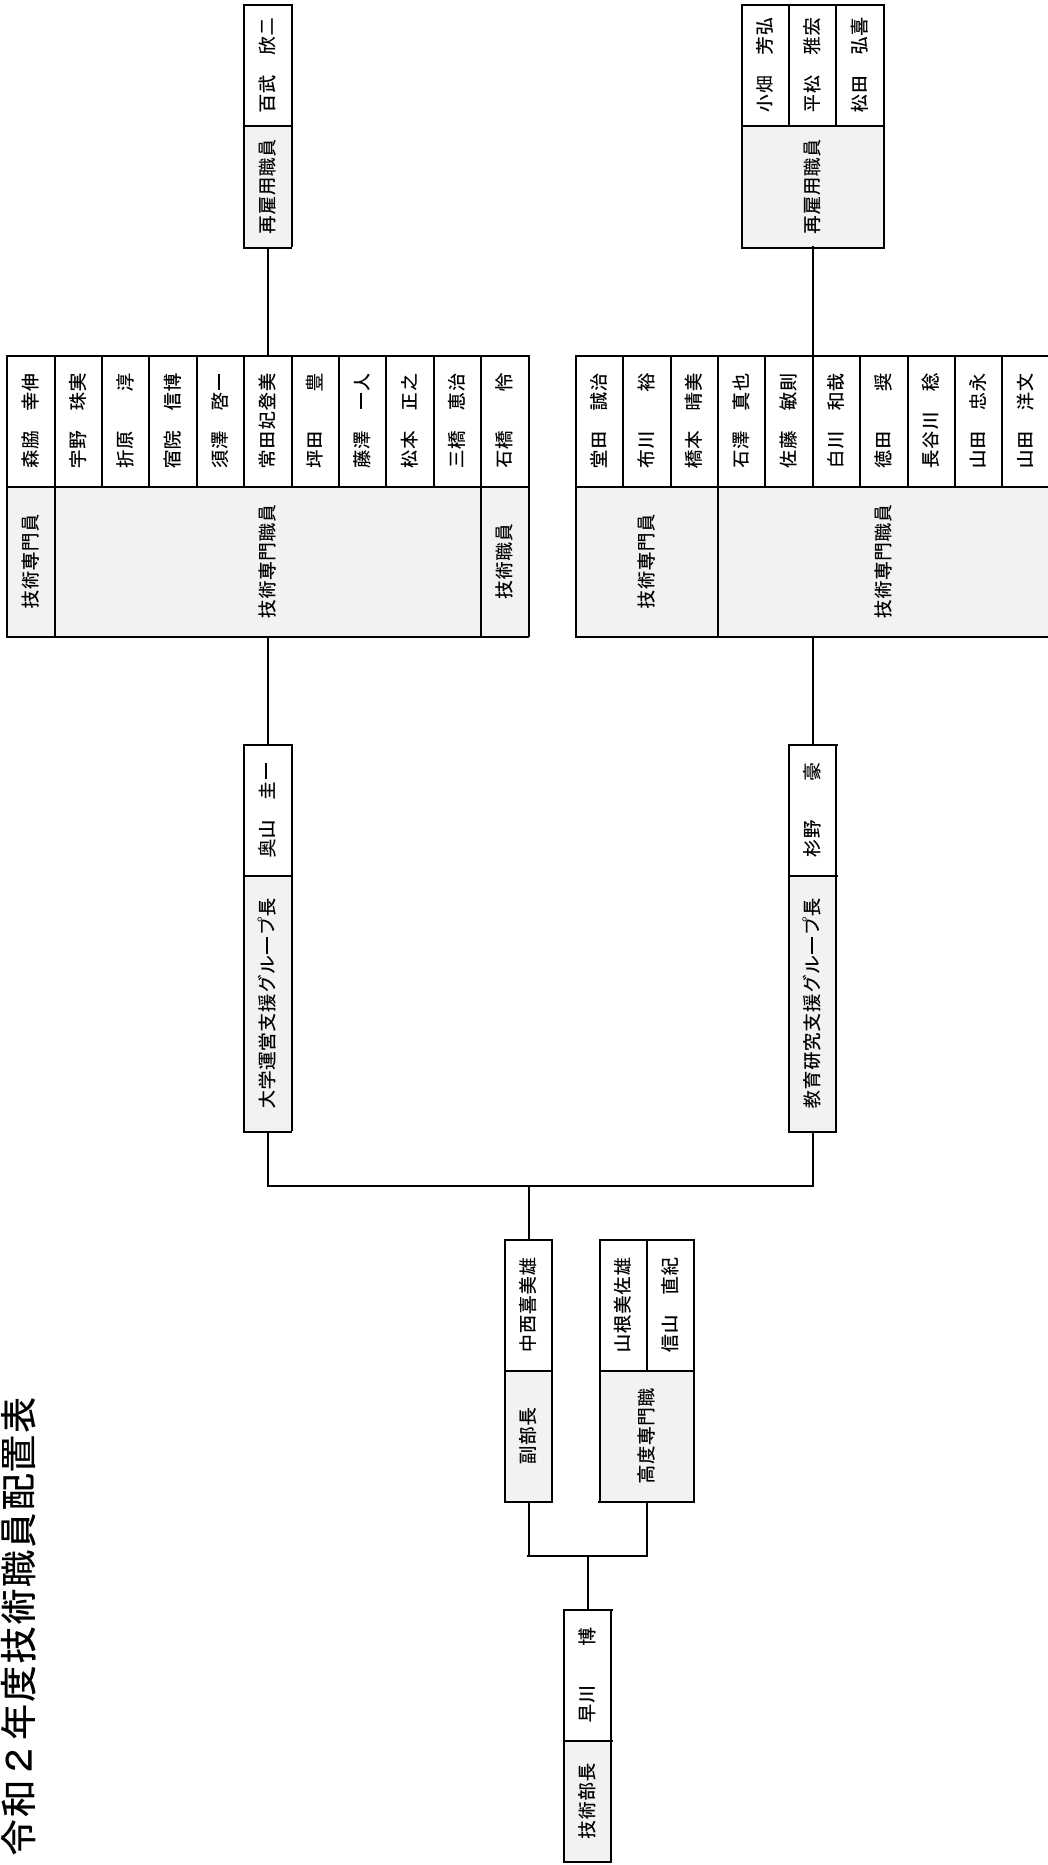 令和２年度技術職員配置表
技術部長　早川　　博
副部長　中西喜美雄
高度専門職　山根美佐雄
信山　直紀
大学運営支援グループ長　奥山　圭一
技術専門員　森脇　幸伸
技術専門職員　宇野　珠実
折原　　淳
宿院　信博
須澤　啓一
常田妃登美
坪田　　豊
藤澤　一人
松本　正之
三橋　恵治
技術職員　石橋　　怜
再雇用職員　百武　欣二
教育研究支援グループ長　杉野　　豪
技術専門員　堂田　誠治
布川　　裕
橋本　晴美
技術専門職員　石澤　真也
佐藤　敏則
白川　和哉
徳田　　奨
長谷川　稔
山田　忠永
山田　洋文
再雇用職員　小畑　芳弘
平松　雅宏
松田　弘喜